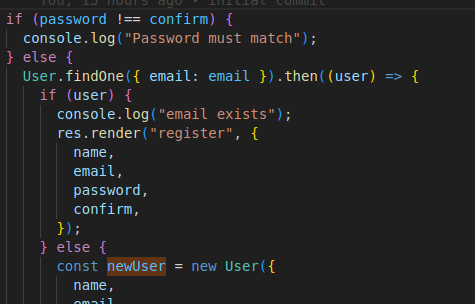 You, 15 hours ago • initial commit
if (password !== confirm) {
  console.log("Password must match");
} else {
  User.findOne({ email: email }).then((user) => {
    if (user) {
      console.log("email exists");
      res.render("register", {
        name,
        email,
        password,
        confirm,
      });
    } else {
      const newUser = new User({
        name,
        email